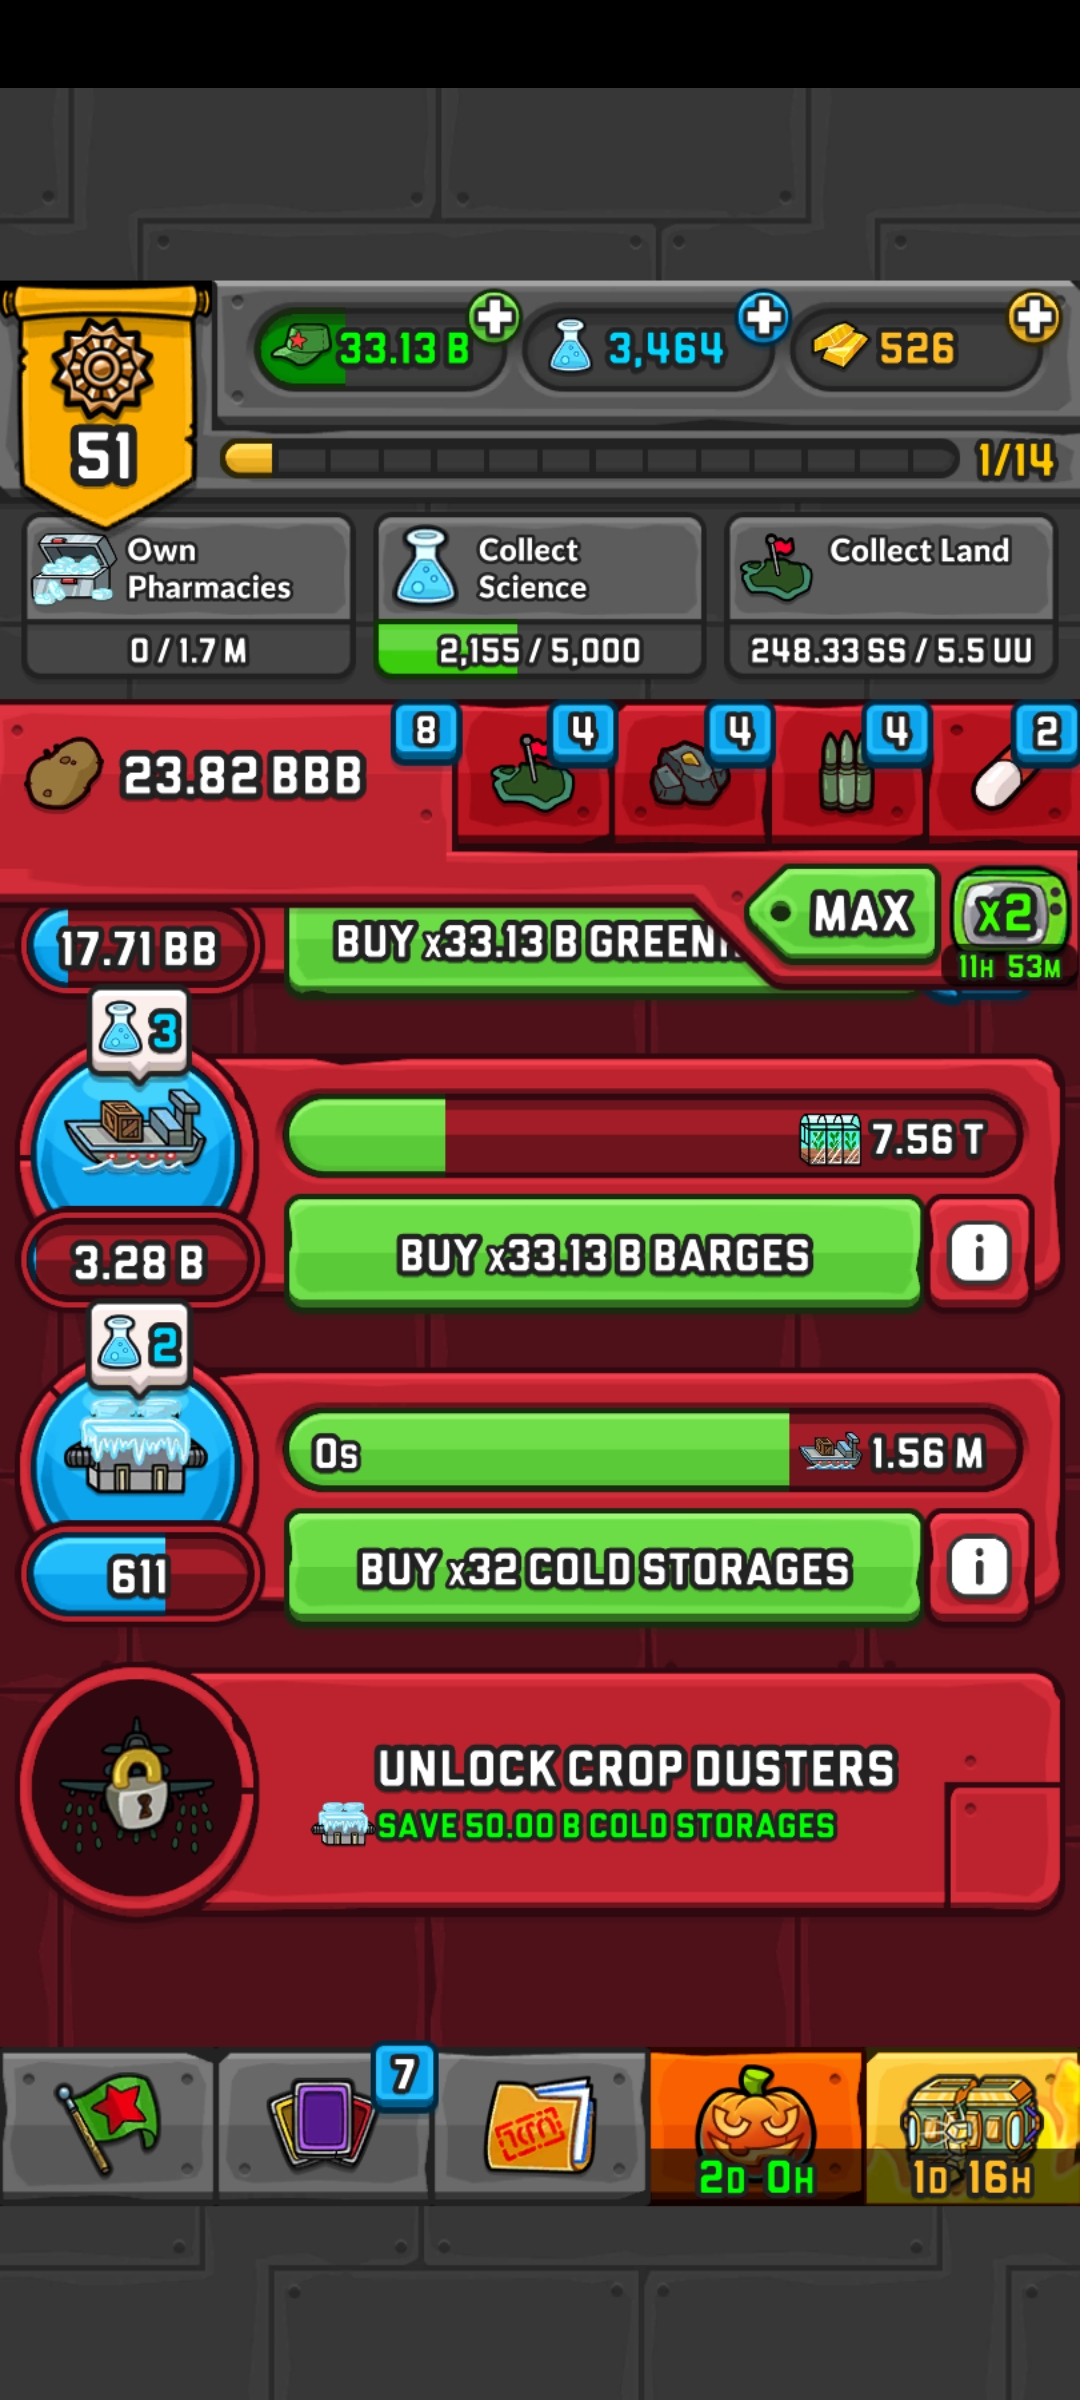 33.13 B
3,464
526
51
1/14
Own
Pharmacies
0 / 1.7 M
Collect
Science
2,155 / 5,000
Collect Land
248.33 SS / 5.5 UU
23.82 BBB
8
4
4
4
2
MAX
x2
11H 53M
17.71 BB
BUY x33.13 B GREENH...
3
7.56 T
3.28 B
BUY x33.13 B BARGES
i
2
0s
1.56 M
611
BUY x32 COLD STORAGES
i
UNLOCK CROP DUSTERS
SAVE 50.00 B COLD STORAGES
7
2D 0H
1D 16H